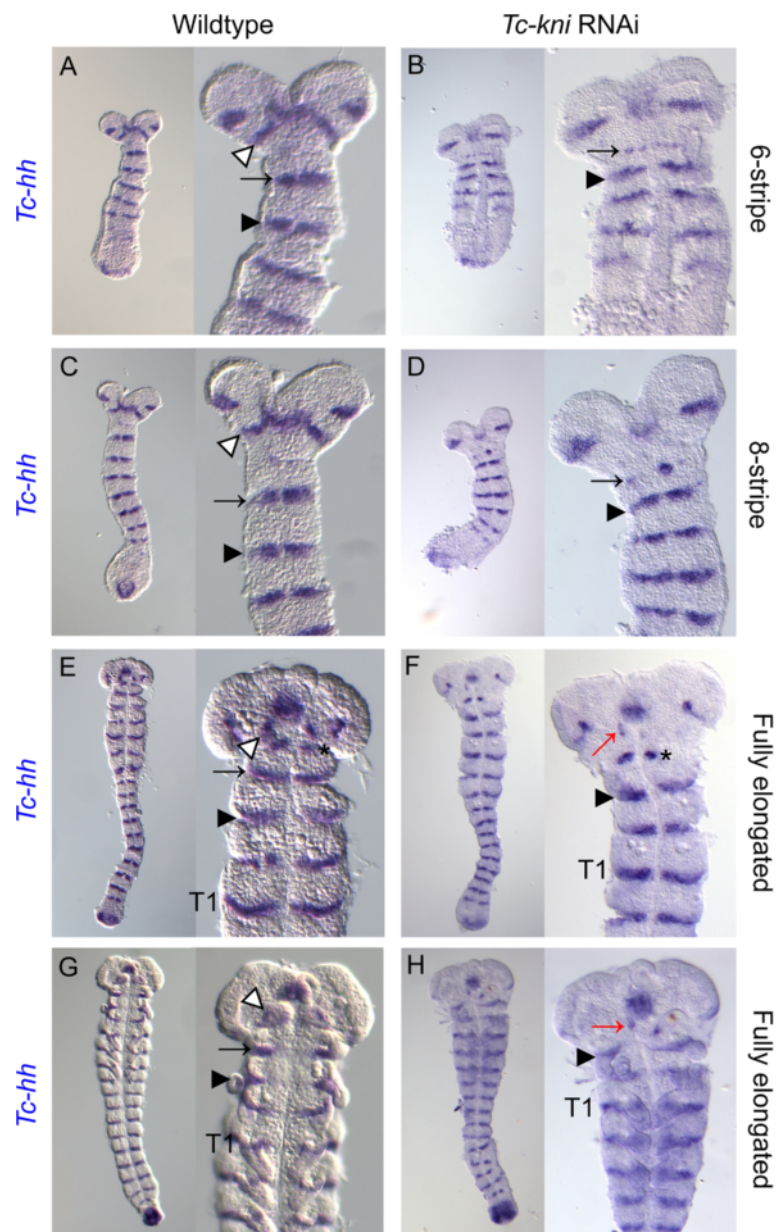 Wildtype
Tc-kni RNAi
A
B
Tc-hh
6-stripe
C
D
Tc-hh
8-stripe
E
F
Tc-hh
*
*
T1
T1
Fully elongated
G
H
Tc-hh
T1
T1
Fully elongated